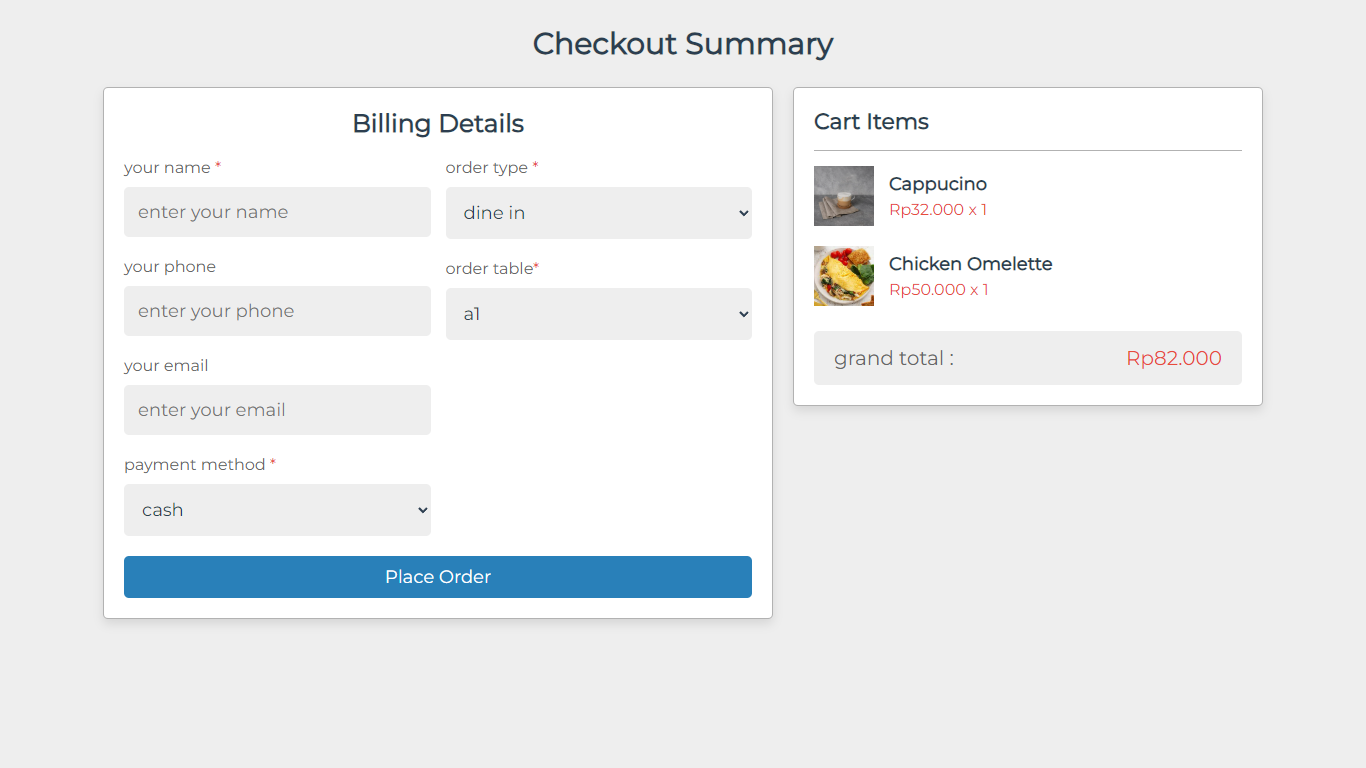 Checkout Summary
Billing Details
your name *
enter your name
order type *
dine in
your phone
enter your phone
order table*
a1
your email
enter your email
payment method *
cash
Place Order
Cart Items
Cappucino
Rp32.000 x 1
Chicken Omelette
Rp50.000 x 1
grand total : Rp82.000